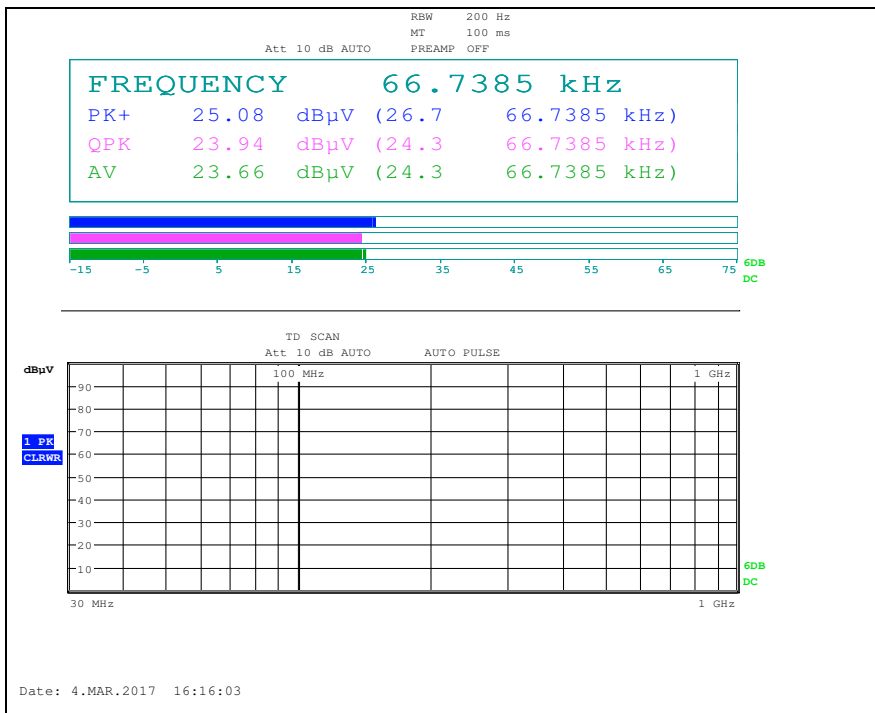 RBW 200 Hz
MT 100 ms
Att 10 dB AUTO PREAMP OFF
FREQUENCY 66.7385 kHz
PK+ 25.08 dBµV (26.7 66.7385 kHz)
QPK 23.94 dBµV (24.3 66.7385 kHz)
AV 23.66 dBµV (24.3 66.7385 kHz)
-15 -5 5 15 25 35 45 55 65 75
6DB
DC
TD SCAN
Att 10 dB AUTO AUTO PULSE
dBµV
100 MHz 1 GHz
90
80
70
1 PK
CLRWR
60
50
40
30
20
10
6DB
DC
30 MHz 1 GHz
Date: 4.MAR.2017 16:16:03